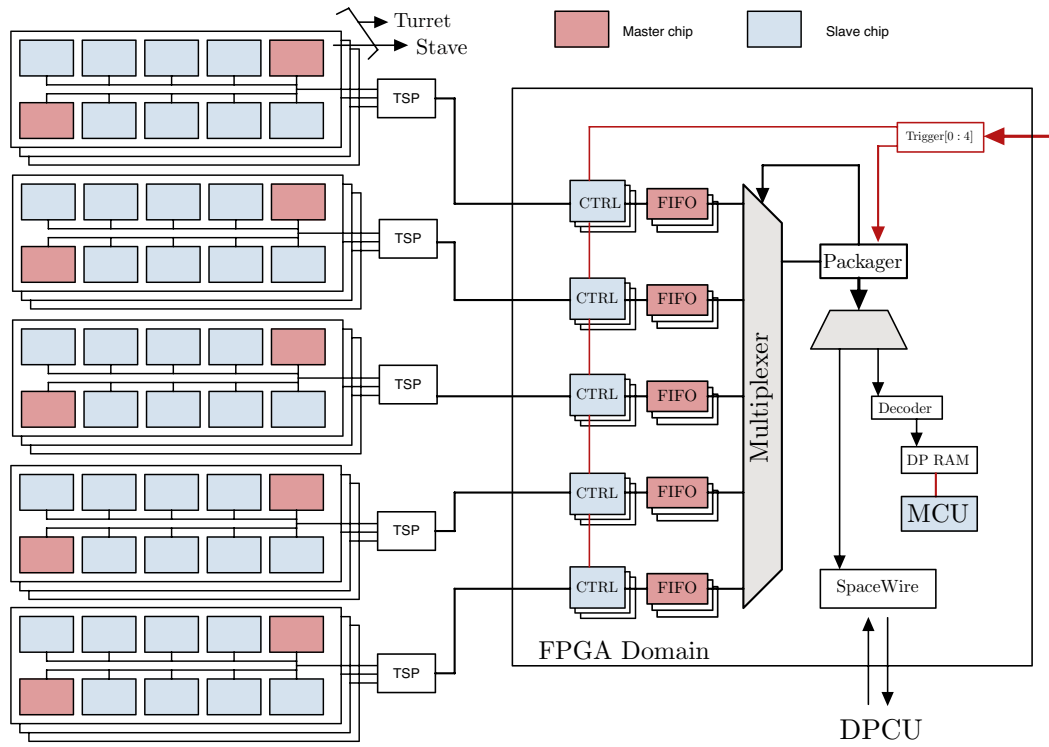 Turret
Stave
Master chip
Slave chip
TSP
Trigger[0 : 4]
CTRL
FIFO
TSP
Packager
CTRL
FIFO
TSP
CTRL
FIFO
Multiplexer
Decoder
DP RAM
TSP
CTRL
FIFO
MCU
CTRL
FIFO
SpaceWire
TSP
FPGA Domain
DPCU